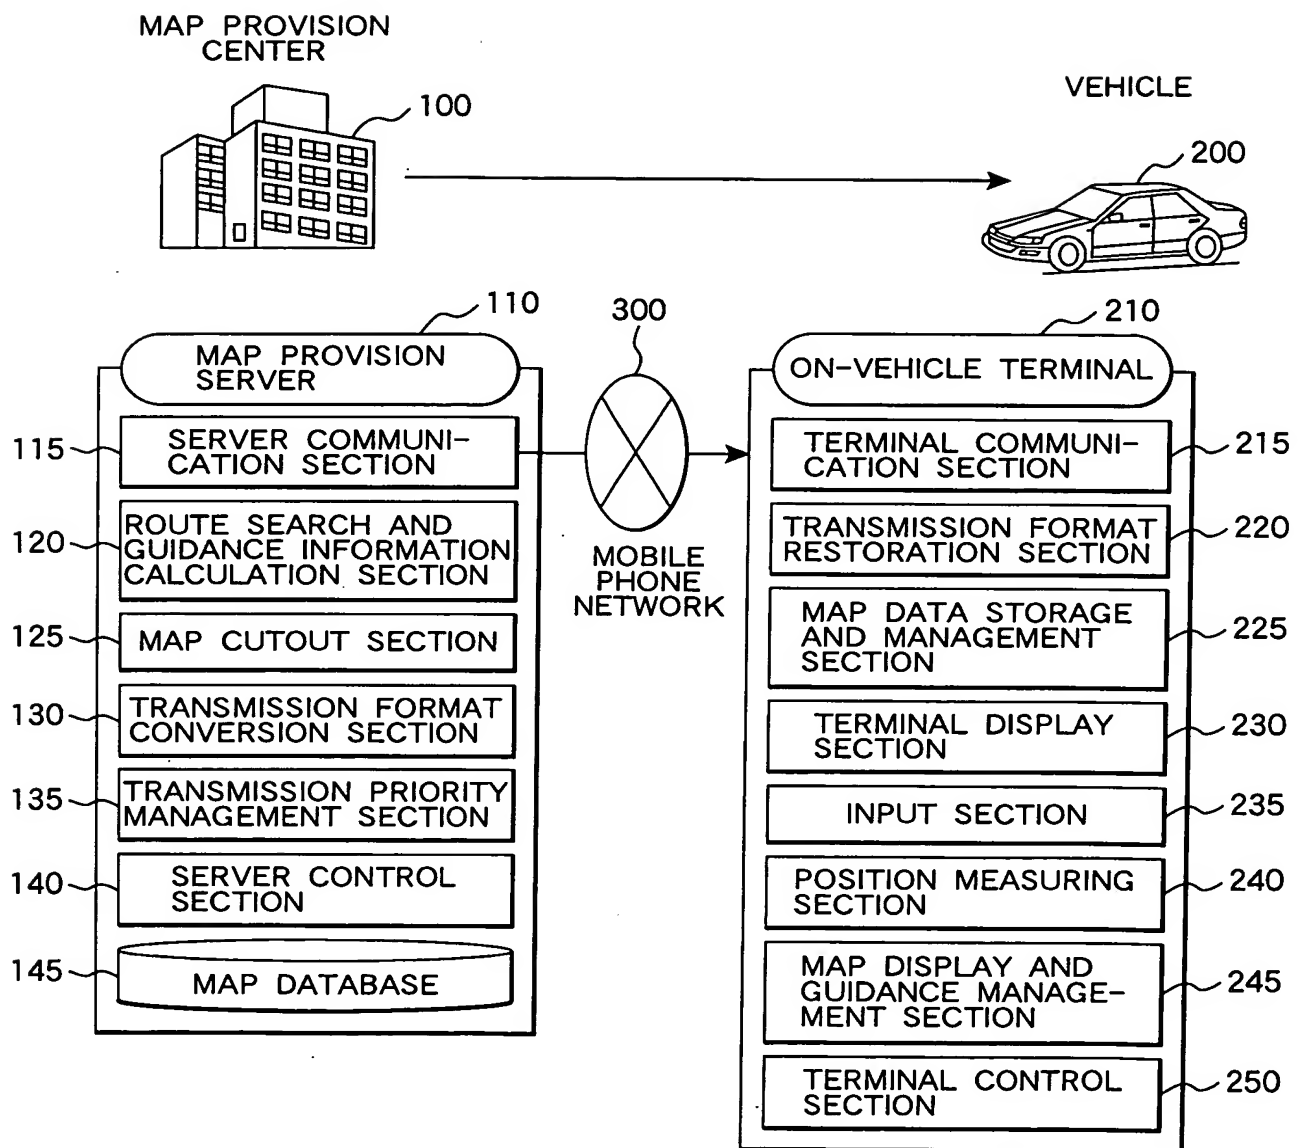 MAP PROVISION
CENTER
100
VEHICLE
200
110
MAP PROVISION
SERVER
115
SERVER COMMUNI-
CATION SECTION
120
ROUTE SEARCH AND
GUIDANCE INFORMATION
CALCULATION SECTION
125
MAP CUTOUT SECTION
130
TRANSMISSION FORMAT
CONVERSION SECTION
135
TRANSMISSION PRIORITY
MANAGEMENT SECTION
140
SERVER CONTROL
SECTION
145
MAP DATABASE
300
MOBILE
PHONE
NETWORK
210
ON-VEHICLE TERMINAL
TERMINAL COMMUNI-
CATION SECTION
215
TRANSMISSION FORMAT
RESTORATION SECTION
220
MAP DATA STORAGE
AND MANAGEMENT
SECTION
225
TERMINAL DISPLAY
SECTION
230
INPUT SECTION
235
POSITION MEASURING
SECTION
240
MAP DISPLAY AND
GUIDANCE MANAGE-
MENT SECTION
245
TERMINAL CONTROL
SECTION
250